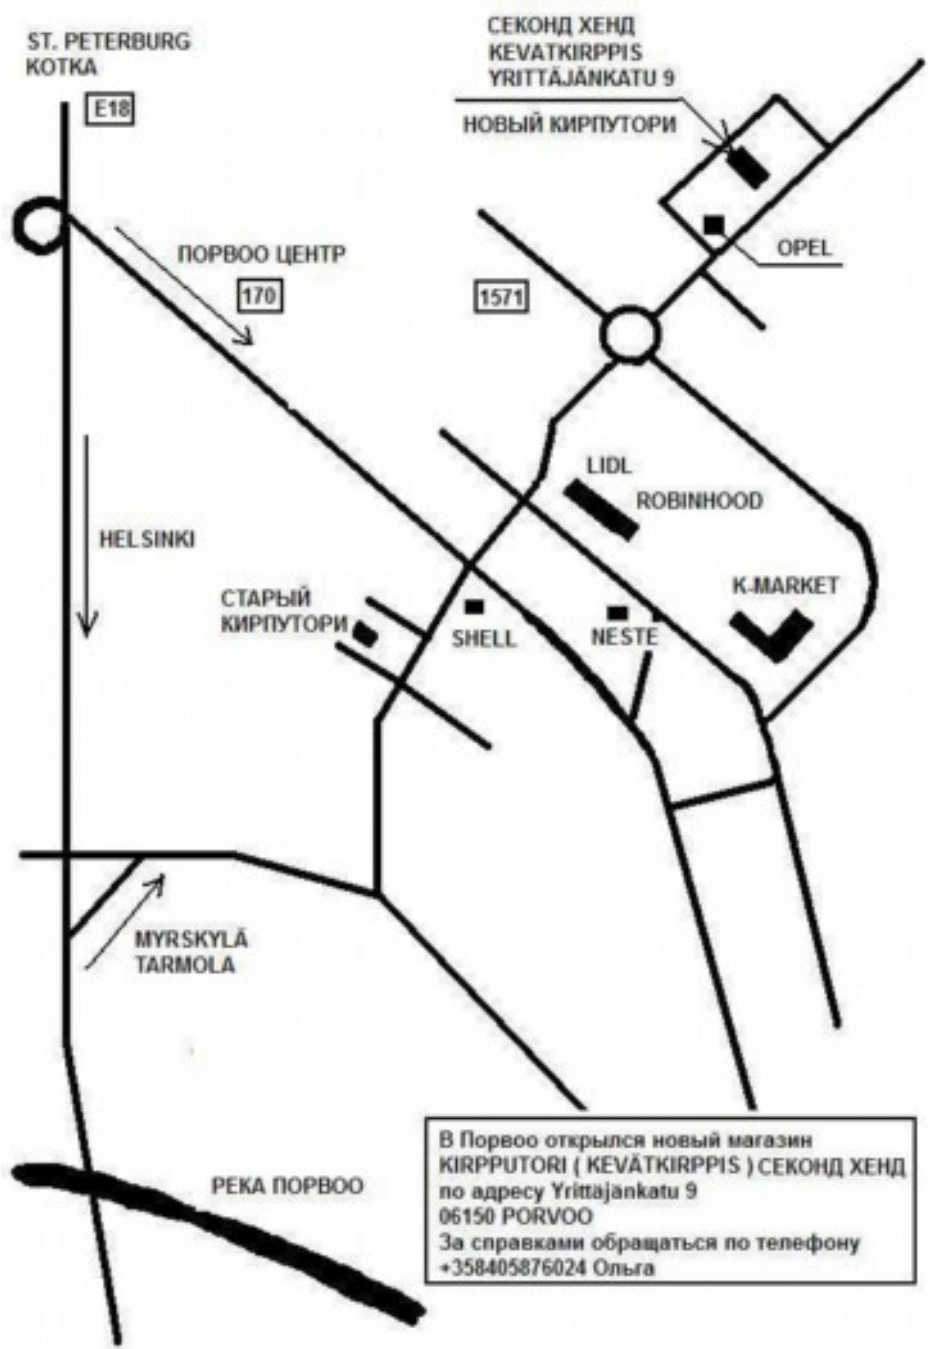 ST. PETERBURG
КОТКА
E18
СЕКОНД ХЕНД
KEVATKIRPPIS
YRITTÄJÄNKATU 9
НОВЫЙ КИРПУТОРИ
ПОРВОО ЦЕНТР
170
1571
OPEL
LIDL
ROBINHOOD
HELSINKI
K-MARKET
СТАРЫЙ
КИРПУТОРИ
SHELL
NESTE
MYRSKYLÄ
TARMOLA
РЕКА ПОРВОО
В Порвоо открылся новый магазин
KIRPPUTORI ( KEVÄTKIRPPIS ) СЕКОНД ХЕНД
по адресу Yrittäjänkatu 9
06150 PORVOO
За справками обращаться по телефону
+358405876024 Ольга